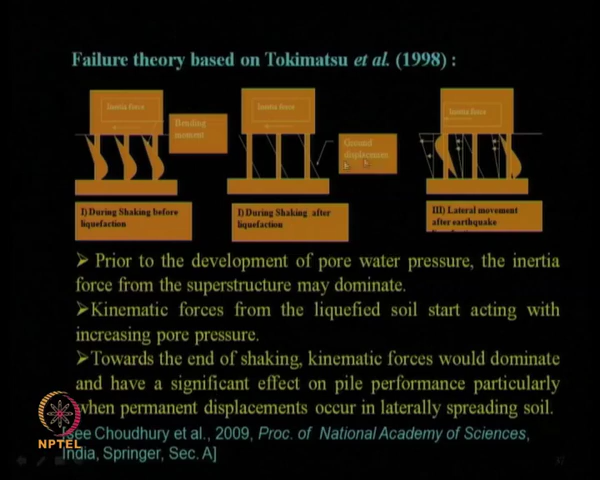 Failure theory based on Tokimatsu et al. (1998) :
Inertia force
Inertia force
Inertia force
Bending
moment
Ground
displacement
I) During Shaking before
liquefaction
I) During Shaking after
liquefaction
III) Lateral movement
after earthquake
➢ Prior to the development of pore water pressure, the inertia
force from the superstructure may dominate.
➢Kinematic forces from the liquefied soil start acting with
increasing pore pressure.
➢Towards the end of shaking, kinematic forces would dominate
and have a significant effect on pile performance particularly
when permanent displacements occur in laterally spreading soil.
[See Choudhury et al., 2009, Proc. of National Academy of Sciences,
India, Springer, Sec. A]
NPTEL